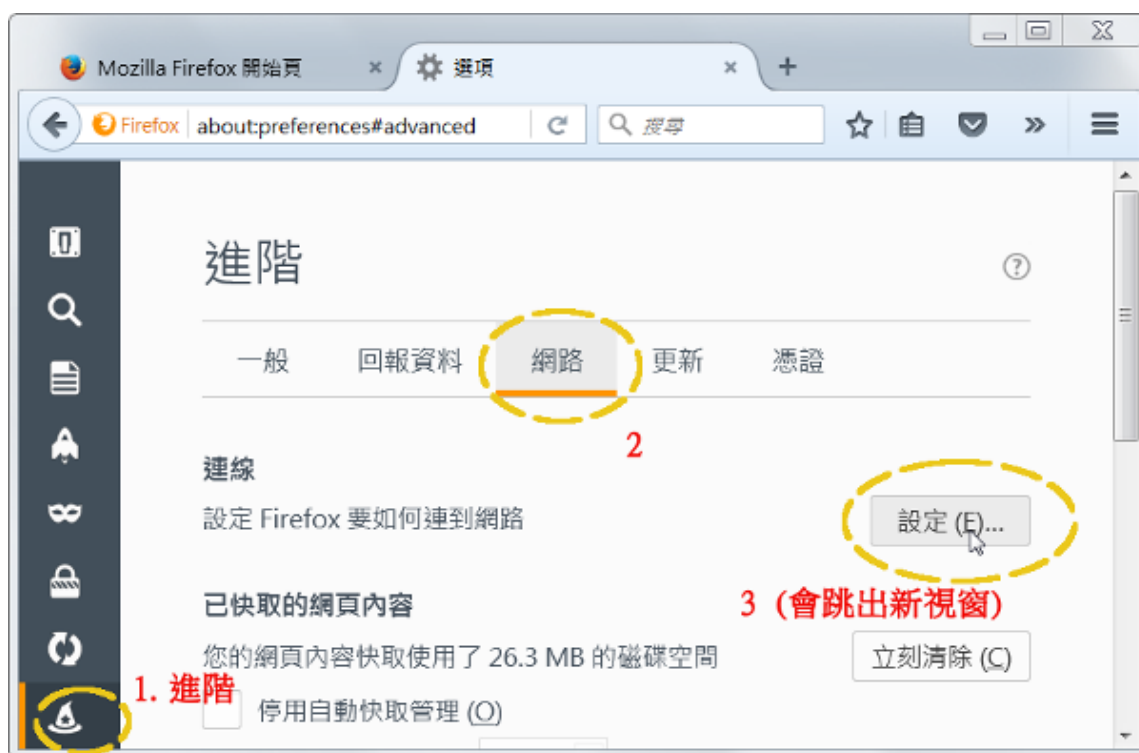 Mozilla Firefox 開始頁 選項
Firefox about:preferences#advanced 搜尋
進階
一般 回報資料 網路 更新 憑證
2
連線
設定 Firefox 要如何連到網路 設定 (E)...
3 (會跳出新視窗)
已快取的網頁內容
您的網頁內容快取使用了 26.3 MB 的磁碟空間 立刻清除 (C)
1. 進階
停用自動快取管理 (O)